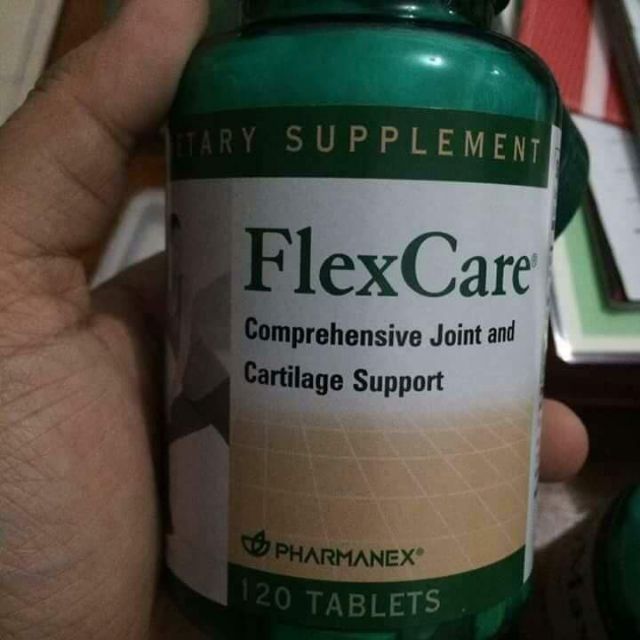 ETARY SUPPLEMENT
FlexCare®
Comprehensive Joint and
Cartilage Support
PHARMANEX®
120 TABLETS